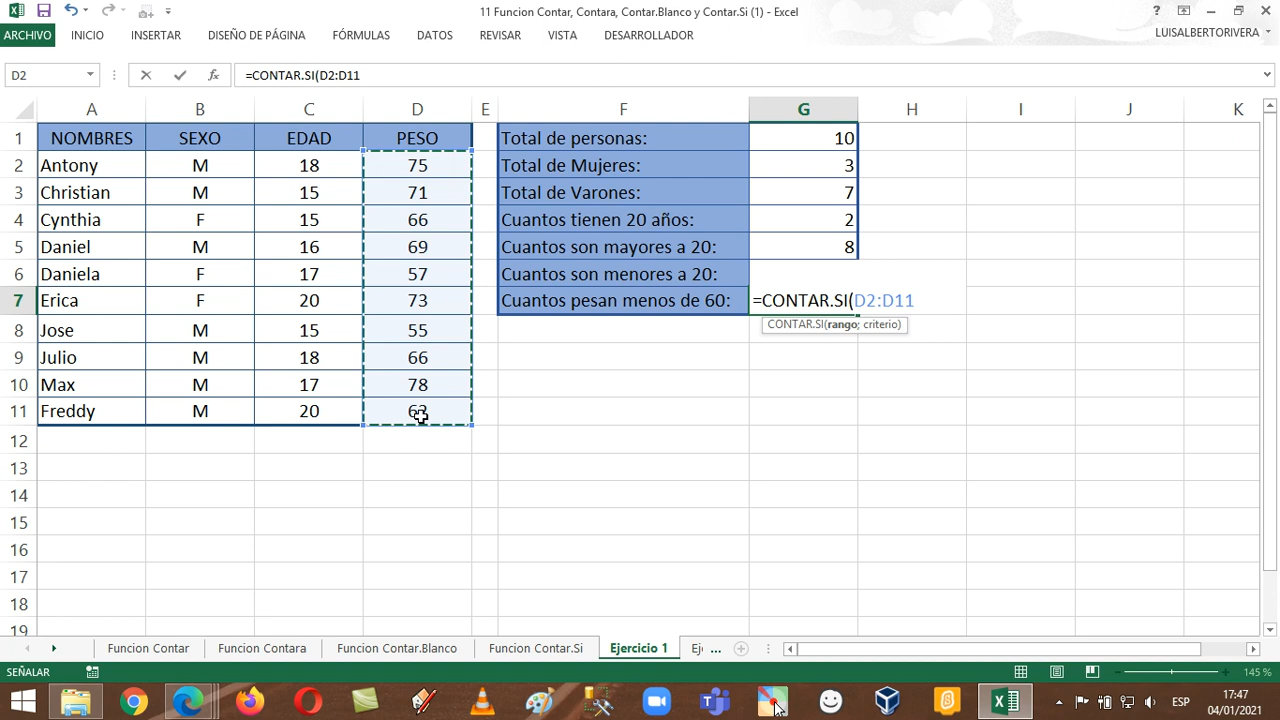 11 Funcion Contar, Contara, Contar.Blanco y Contar.Si (1) - Excel
ARCHIVO INICIO INSERTAR DISEÑO DE PÁGINA FÓRMULAS DATOS REVISAR VISTA DESARROLLADOR LUISALBERTORIVERA
D2 fx =CONTAR.SI(D2:D11
A B C D E F G H I J K
1 NOMBRES SEXO EDAD PESO Total de personas: 10
2 Antony M 18 75 Total de Mujeres: 3
3 Christian M 15 71 Total de Varones: 7
4 Cynthia F 15 66 Cuantos tienen 20 años: 2
5 Daniel M 16 69 Cuantos son mayores a 20: 8
6 Daniela F 17 57 Cuantos son menores a 20:
7 Erica F 20 73 Cuantos pesan menos de 60: =CONTAR.SI(D2:D11
CONTAR.SI(rango; criterio)
8 Jose M 15 55
9 Julio M 18 66
10 Max M 17 78
11 Freddy M 20
12
13
14
15
16
17
18
19
Funcion Contar Funcion Contara Funcion Contar.Blanco Funcion Contar.Si Ejercicio 1 Eje ...
SEÑALAR 145 %
ESP 17:47
04/01/2021